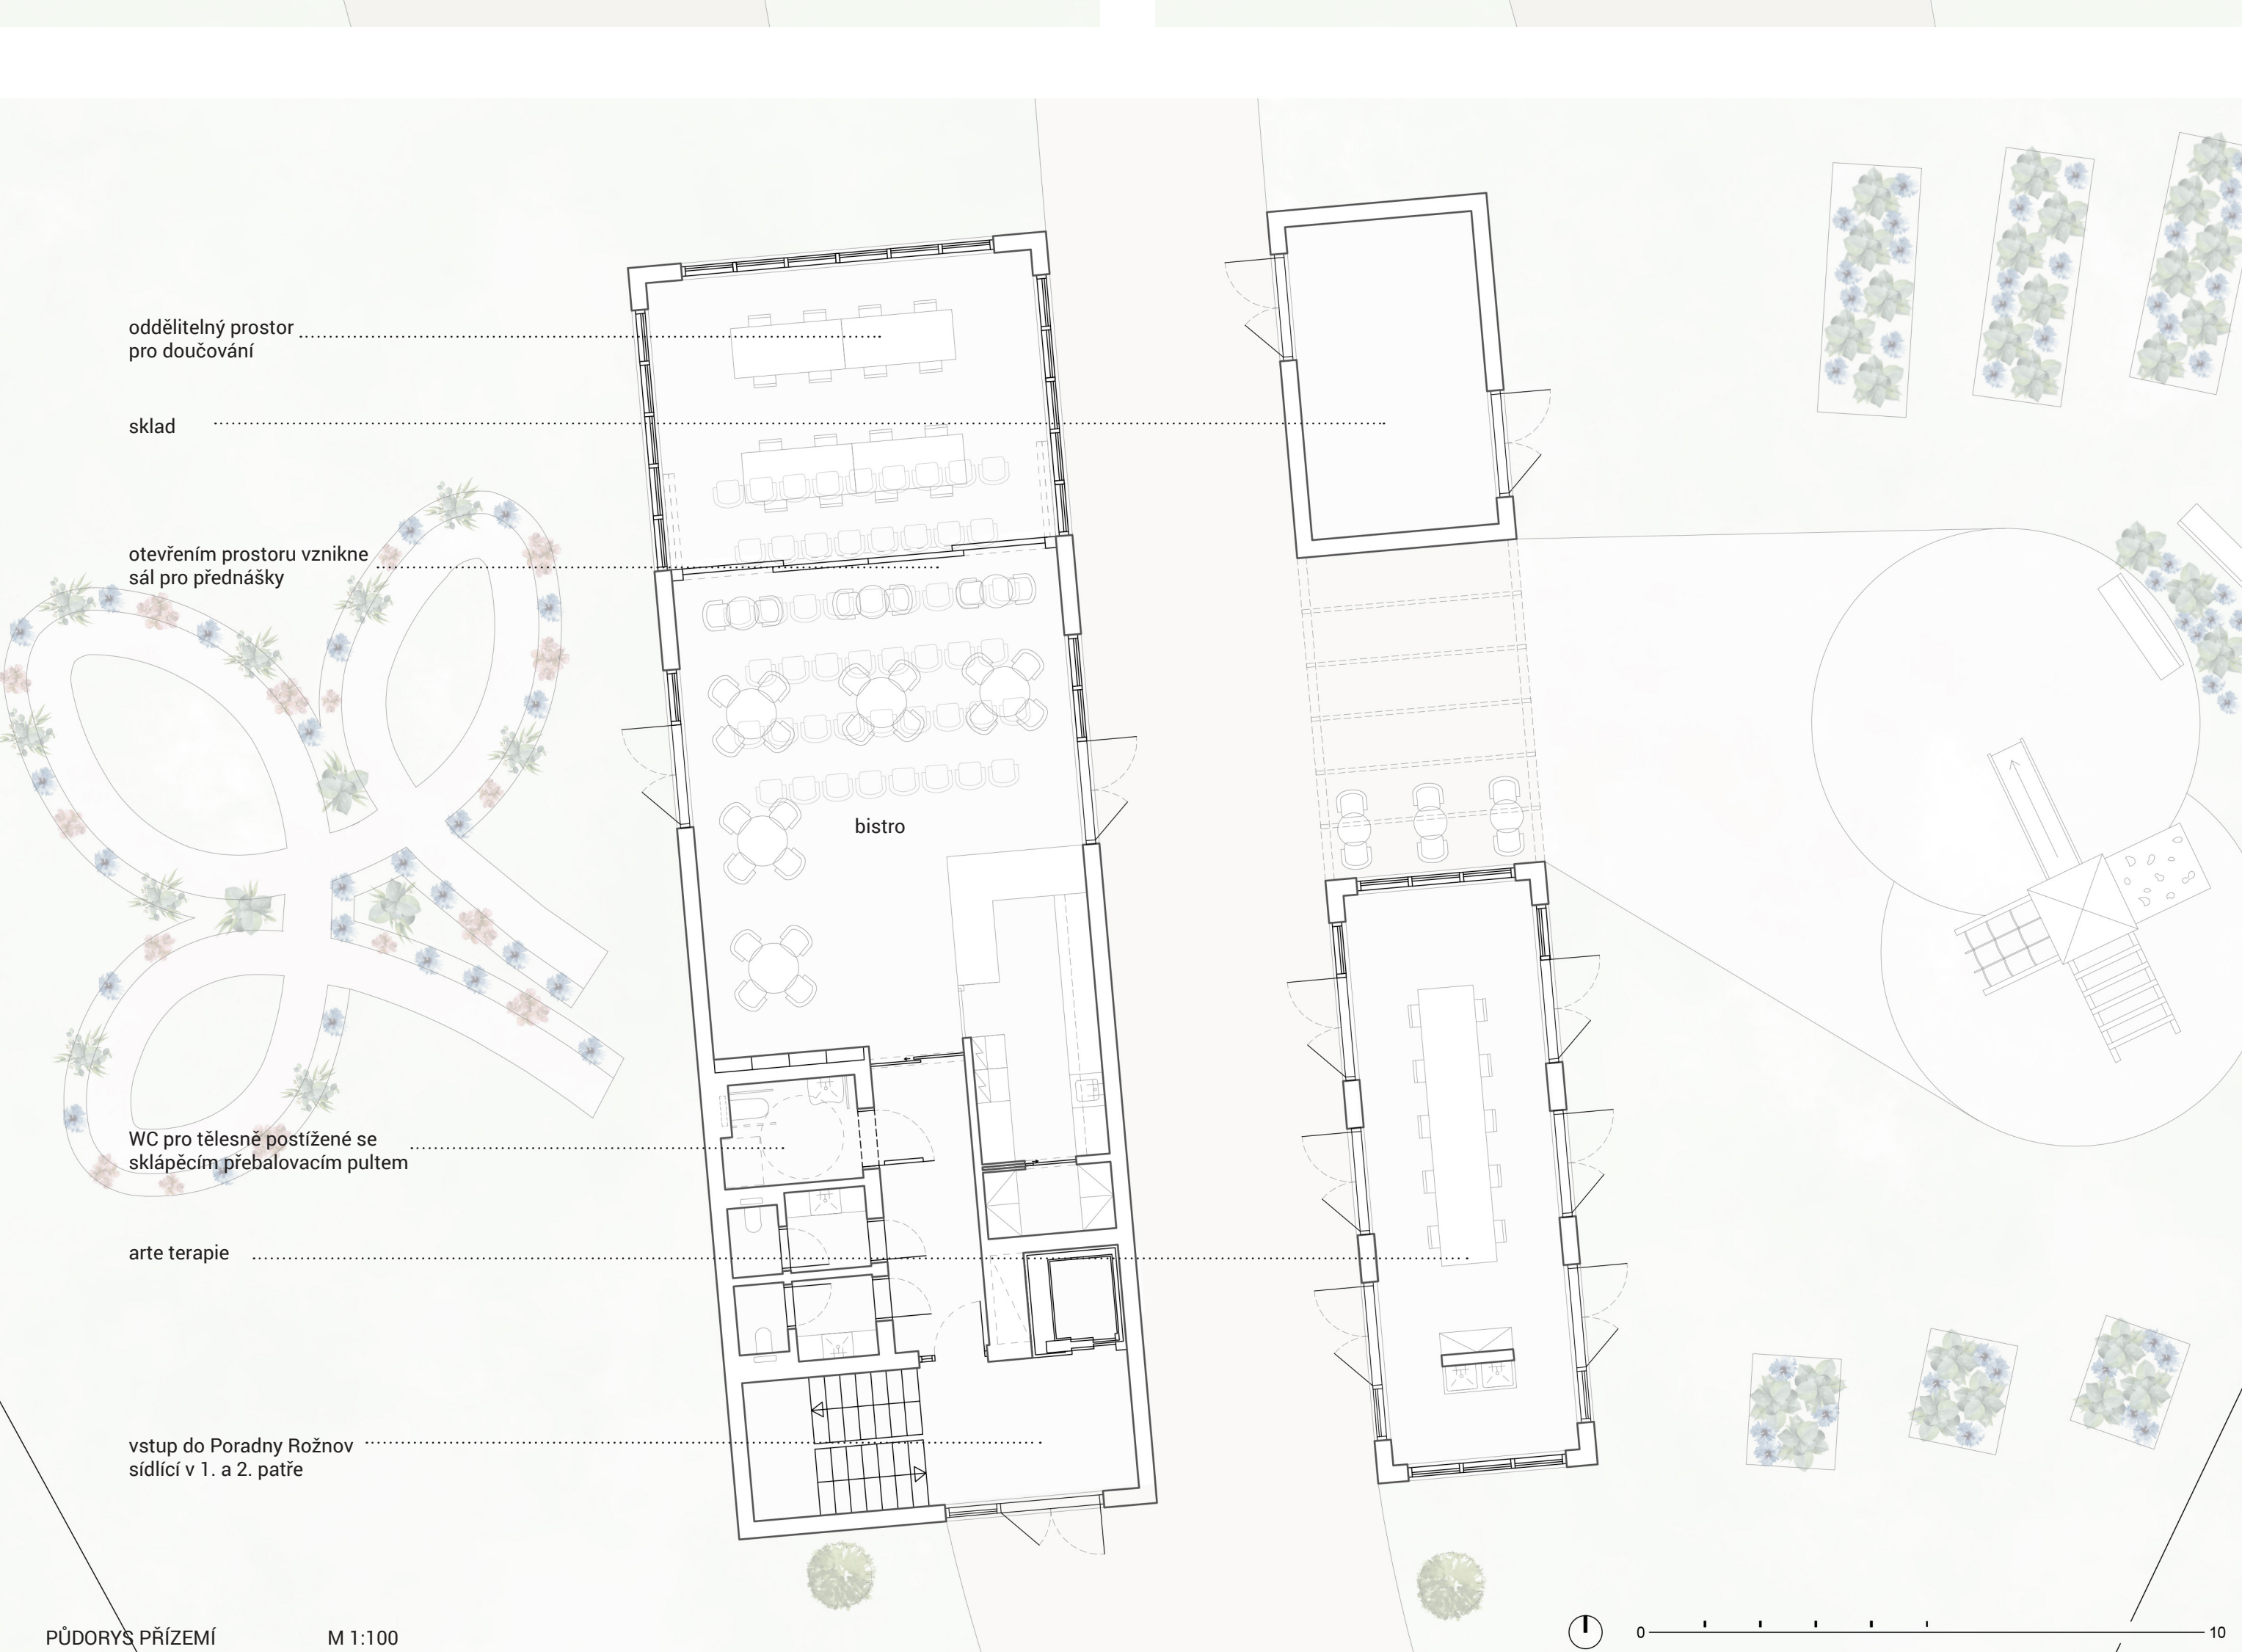 oddělitelný prostor
pro doučování
sklad
otevřením prostoru vznikne
sál pro přednášky
bistro
WC pro tělesně postížené se
sklápěcím přebalovacím pultem
arte terapie
vstup do Poradny Rožnov
sídlící v 1. a 2. patře
PŮDORYS PŘÍZEMÍ M 1:100
0 10